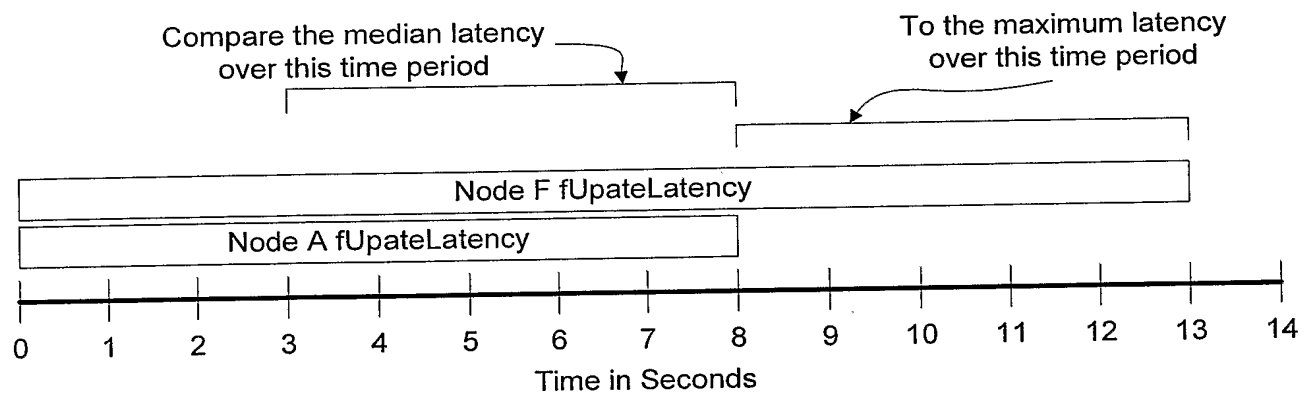 Compare the median latency
over this time period
To the maximum latency
over this time period
Node F fUpateLatency
Node A fUpateLatency
0 1 2 3 4 5 6 7 8 9 10 11 12 13 14
Time in Seconds